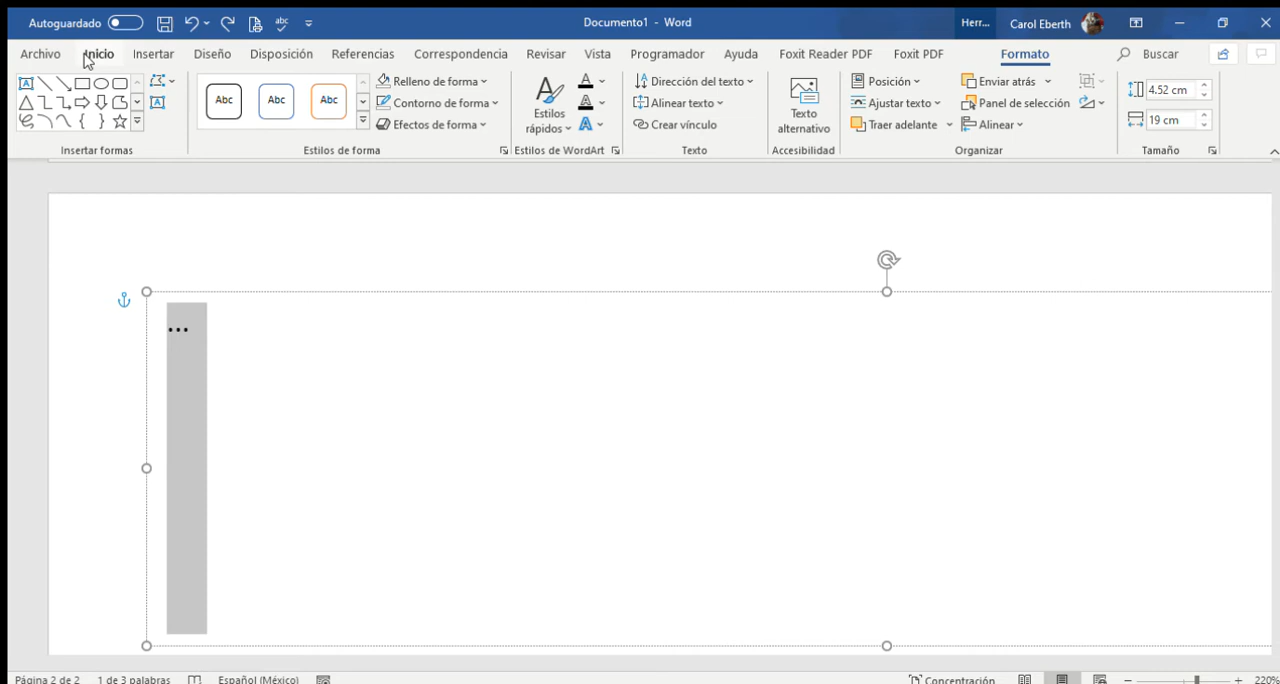 Autoguardado Documento1 - Word Herr... Carol Eberth
Archivo Inicio Insertar Diseño Disposición Referencias Correspondencia Revisar Vista Programador Ayuda Foxit Reader PDF Foxit PDF Formato Buscar
Abc Abc Abc
Relleno de forma
Contorno de forma
Efectos de forma
Estilos
rápidos
Dirección del texto
Alinear texto
Crear vínculo
Texto
alternativo
Posición
Ajustar texto
Traer adelante
Enviar atrás
Panel de selección
Alinear
4.52 cm
19 cm
Insertar formas Estilos de forma Estilos de WordArt Texto Accesibilidad Organizar Tamaño
...
Página 2 de 2 1 de 3 palabras Español (México) Concentración 220%